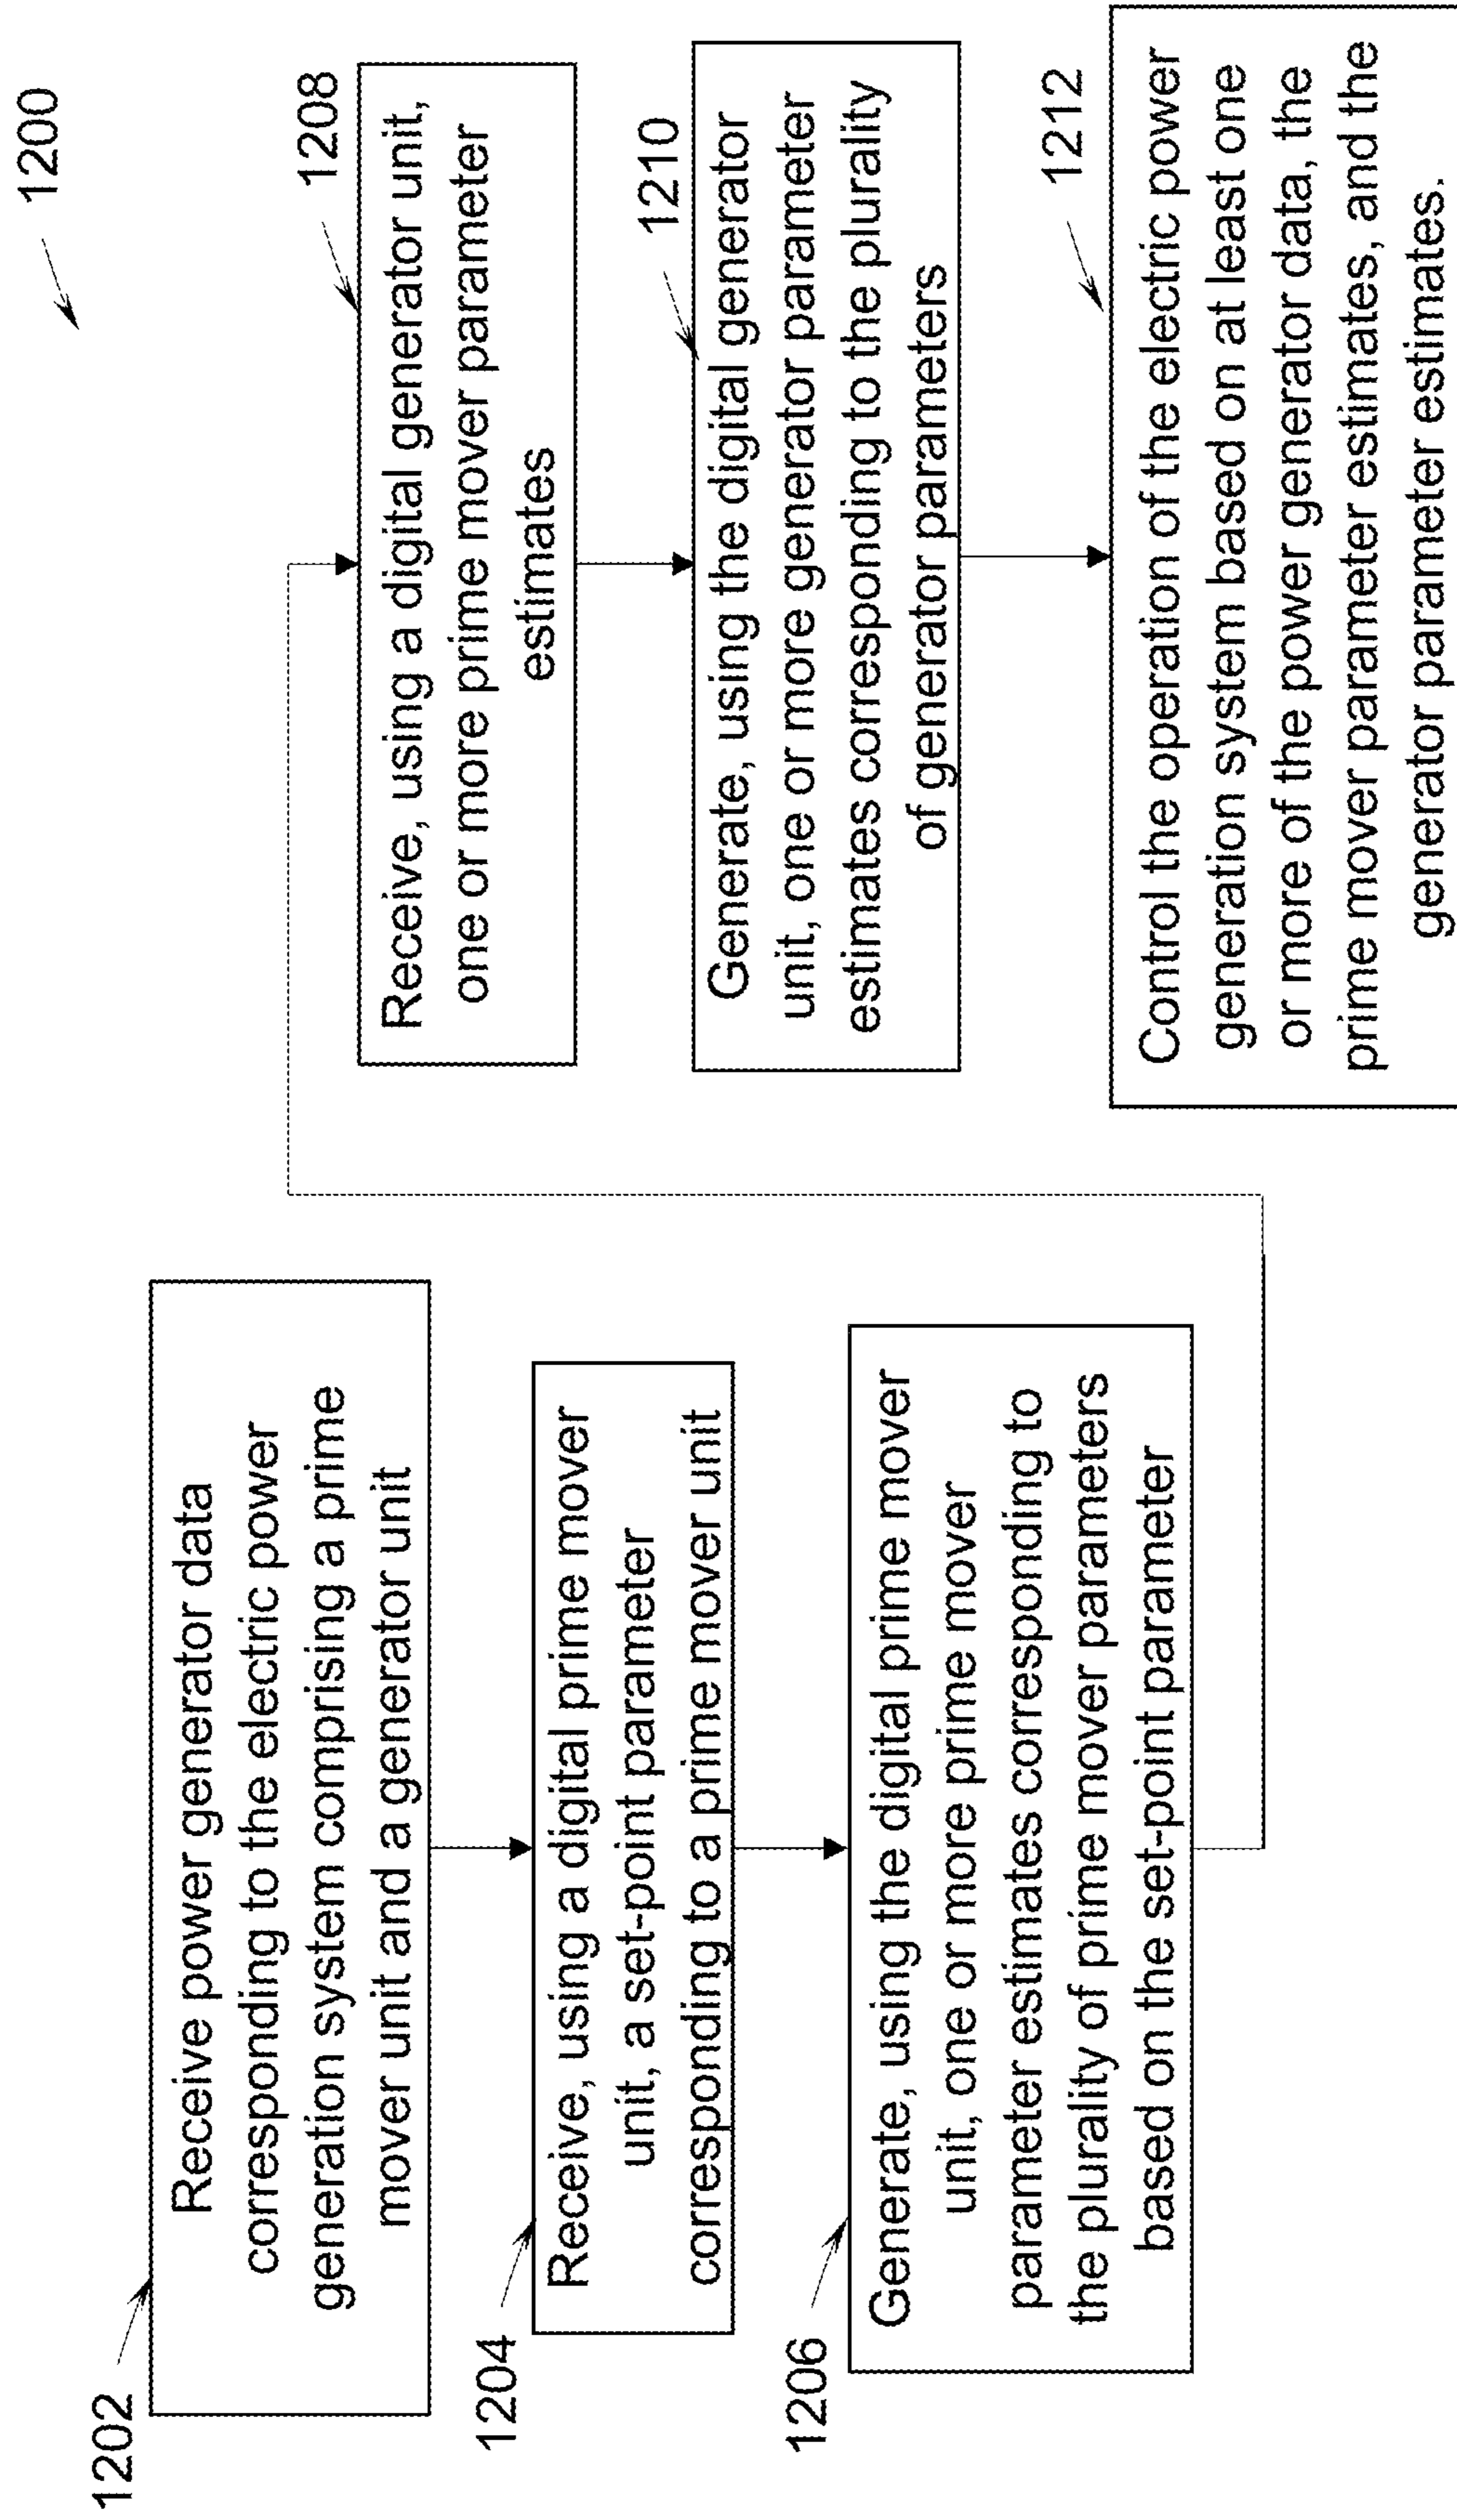 1200
1202
Receive power generator data
corresponding to the electric power
generation system comprising a prime
mover unit and a generator unit
1204
Receive, using a digital prime mover
unit, a set-point parameter
corresponding to a prime mover unit
1206
Generate, using the digital prime mover
unit, one or more prime mover
parameter estimates corresponding to
the plurality of prime mover parameters
based on the set-point parameter
1208
Receive, using a digital generator unit,
one or more prime mover parameter
estimates
1210
Generate, using the digital generator
unit, one or more generator parameter
estimates corresponding to the plurality
of generator parameters
1212
Control the operation of the electric power
generation system based on at least one
or more of the power generator data, the
prime mover parameter estimates, and the
generator parameter estimates.